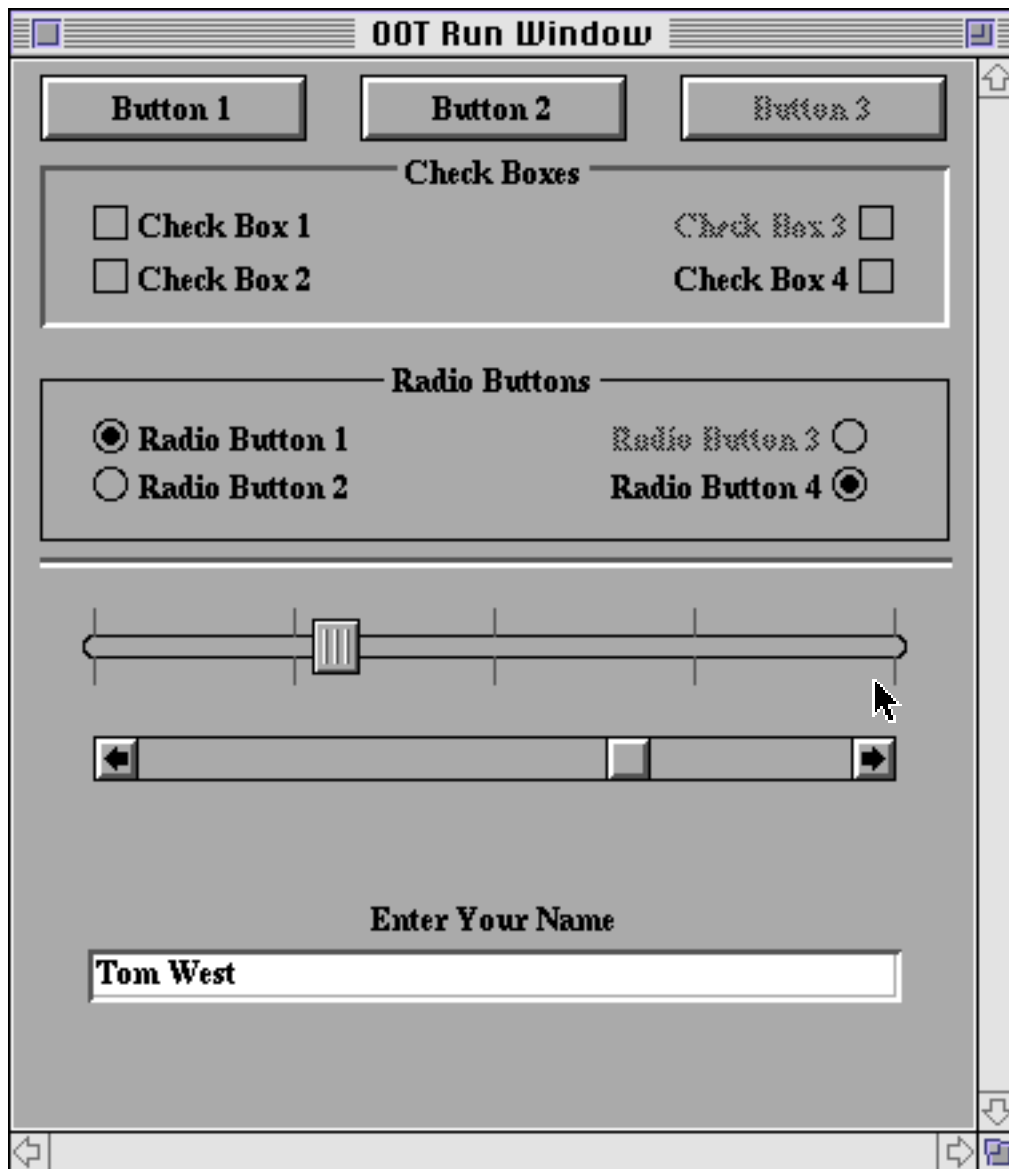 OOT Run Window
Button 1 Button 2 Button 3
Check Boxes
Check Box 1 Check Box 3
Check Box 2 Check Box 4
Radio Buttons
Radio Button 1 Radio Button 3
Radio Button 2 Radio Button 4
Enter Your Name
Tom West